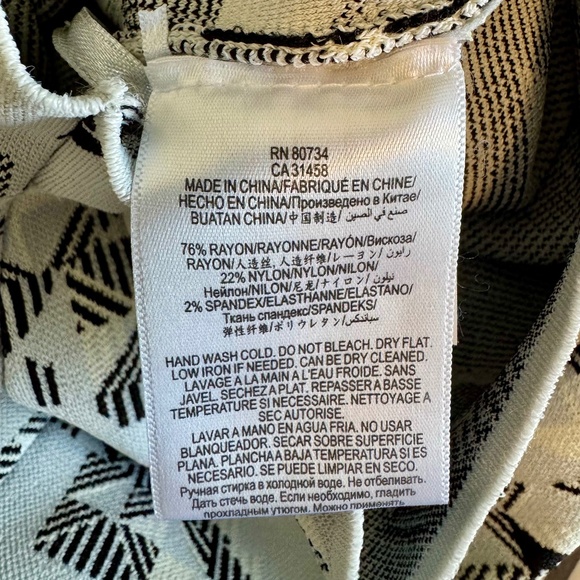 RN 80734
CA 31458
MADE IN CHINA/FABRIQUÉ EN CHINE/
HECHO EN CHINA/Произведено в Китае/
BUATAN CHINA/中国制造/صنع في الصين/
76% RAYON/RAYONNE/RAYÓN/Вискоза/
RAYON/人造丝, 人造纤维/レーヨン/رايون/
22% NYLON/NYLON/NILON/
Нейлон/NILON/尼龙/ナイロン/نيلون/
2% SPANDEX/ELASTHANNE/ELASTANO/
Ткань спандекс/SPANDEKS/
弹性纤维/ポリウレタン/سباندكس/
HAND WASH COLD. DO NOT BLEACH. DRY FLAT.
LOW IRON IF NEEDED. CAN BE DRY CLEANED.
LAVAGE A LA MAIN A L'EAU FROIDE. SANS
JAVEL. SECHEZ A PLAT. REPASSER A BASSE
TEMPERATURE SI NECESSAIRE. NETTOYAGE A
SEC AUTORISE.
LAVAR A MANO EN AGUA FRIA. NO USAR
BLANQUEADOR. SECAR SOBRE SUPERFICIE
PLANA. PLANCHA A BAJA TEMPERATURA SI ES
NECESARIO. SE PUEDE LIMPIAR EN SECO.
Ручная стирка в холодной воде. Не отбеливать.
Дать стечь воде. Если необходимо, гладить
прохладным утюгом. Можно отдавать